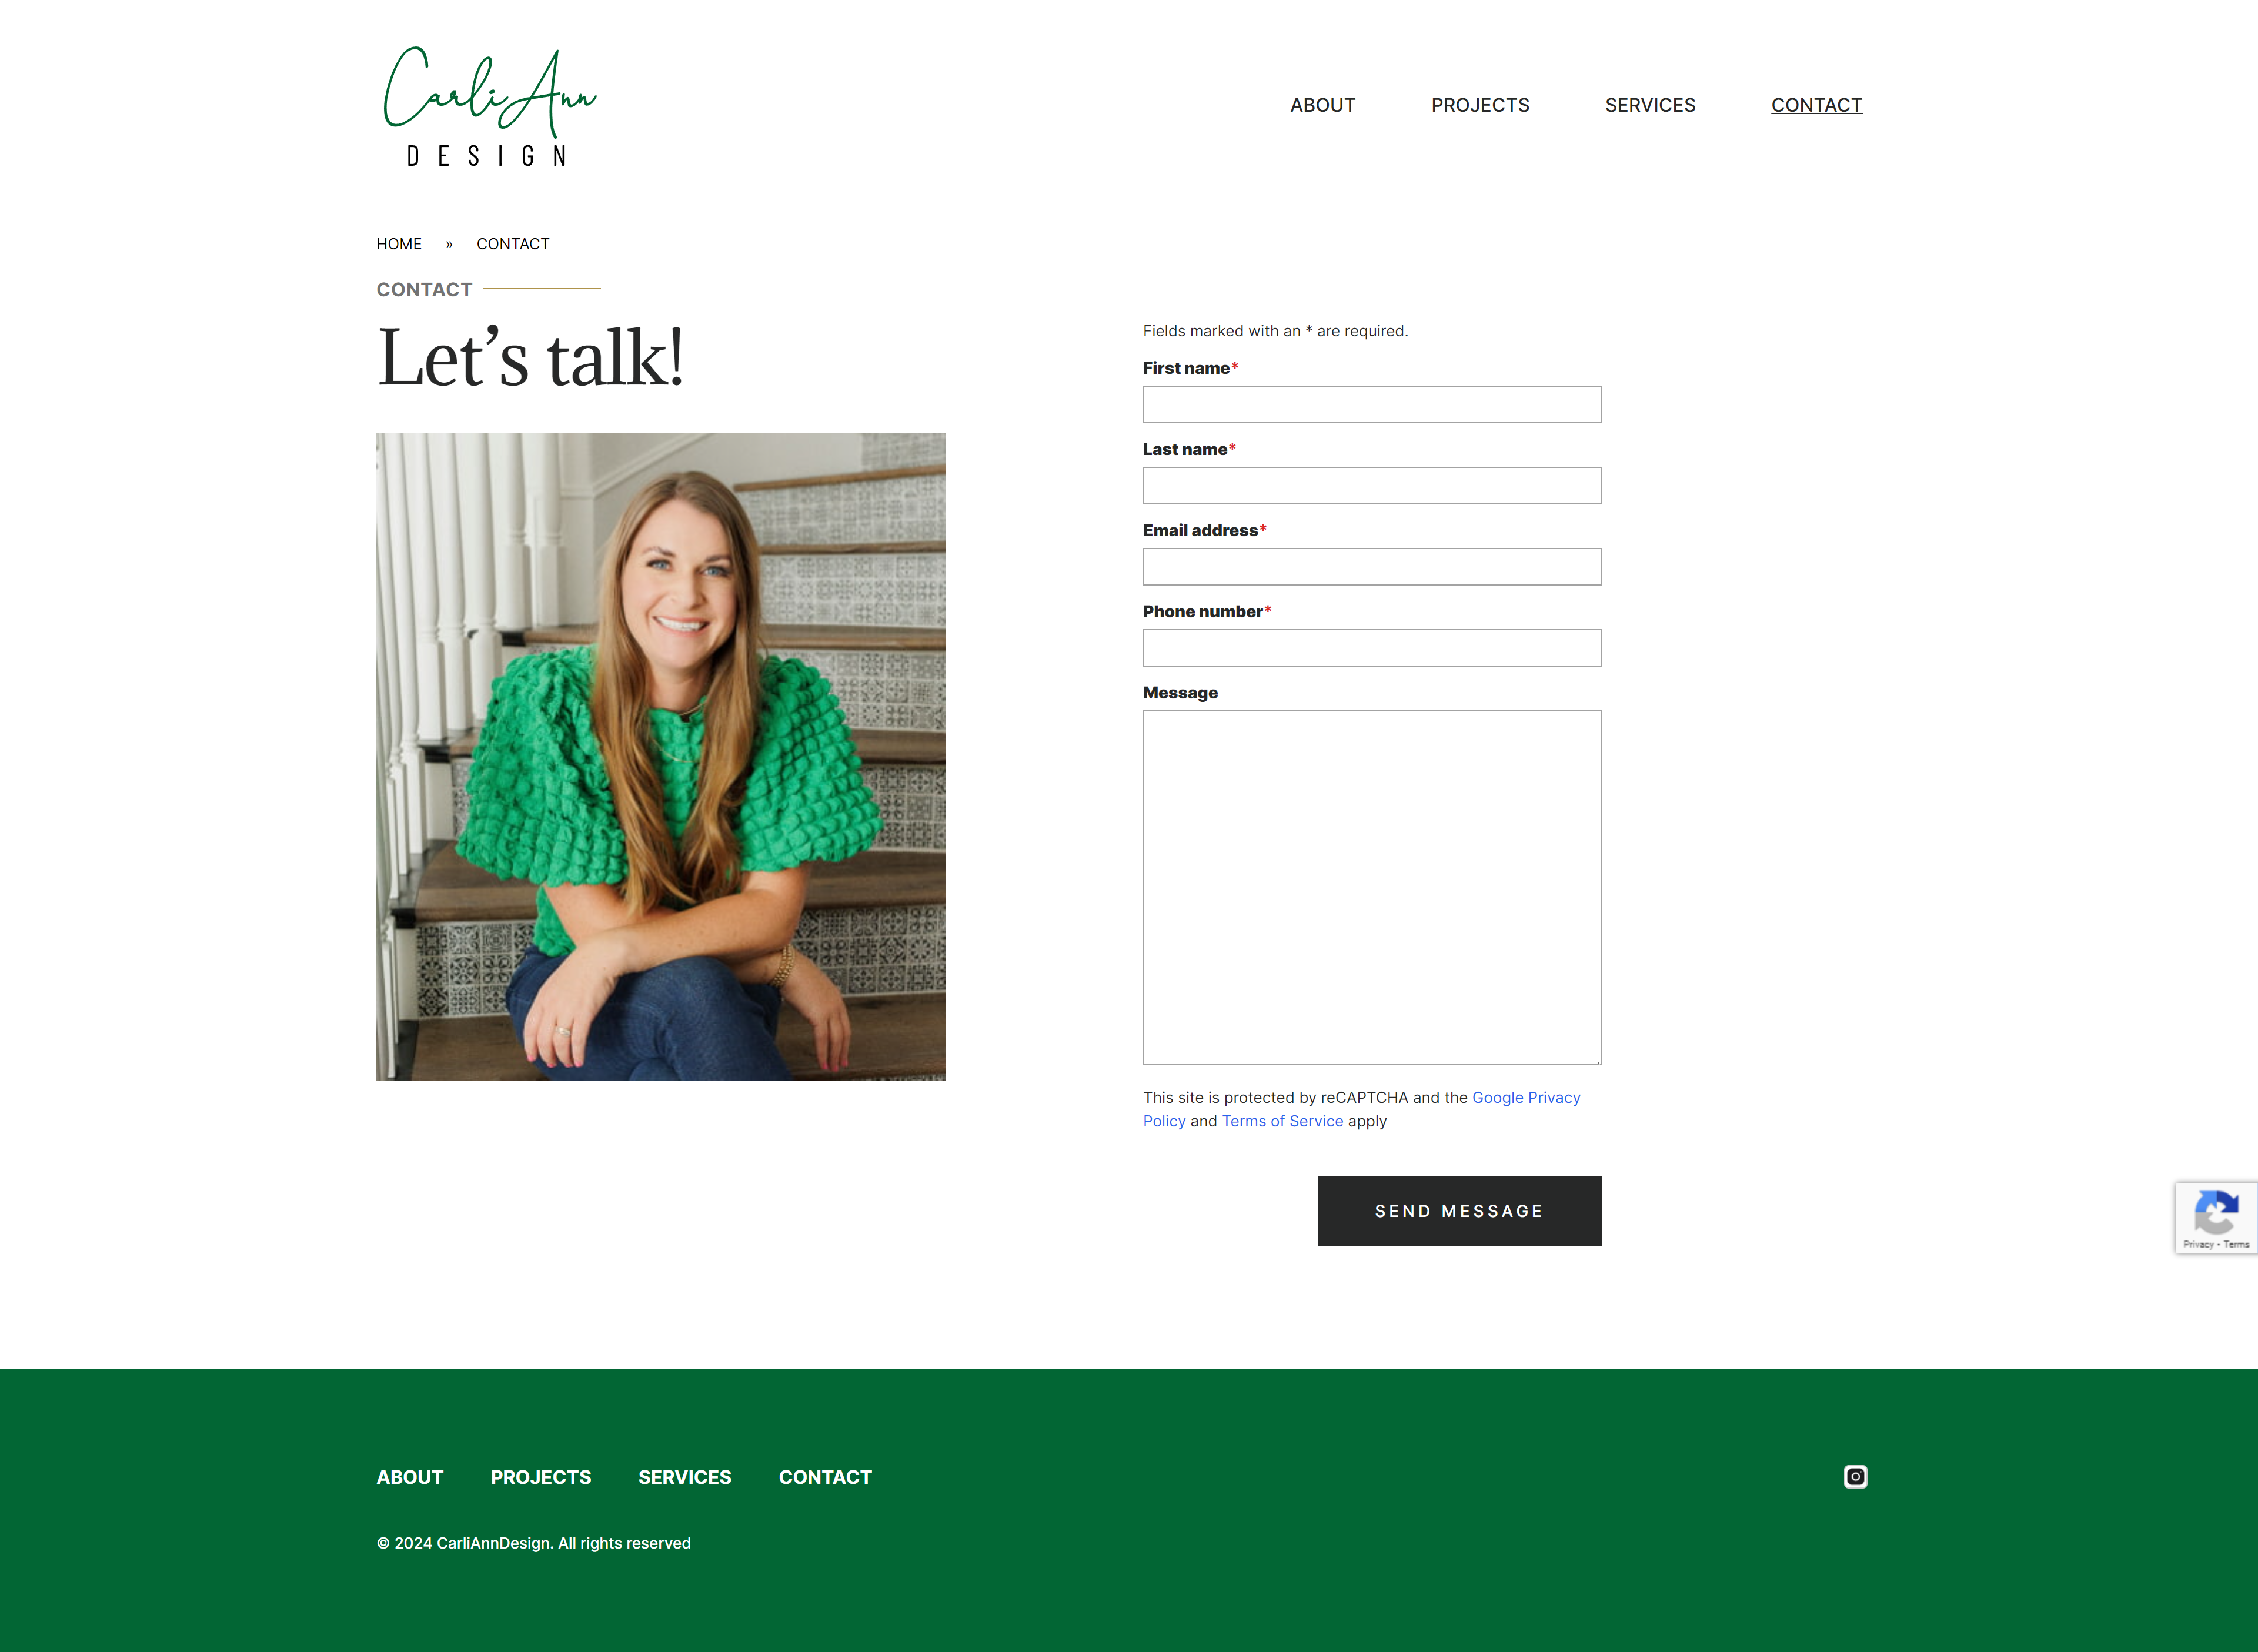 CarliAnn
DESIGN
ABOUT PROJECTS SERVICES CONTACT
HOME » CONTACT
CONTACT
Let’s talk!
Fields marked with an * are required.
First name*
Last name*
Email address*
Phone number*
Message
This site is protected by reCAPTCHA and the Google Privacy
Policy and Terms of Service apply
SEND MESSAGE
Privacy - Terms
ABOUT PROJECTS SERVICES CONTACT
© 2024 CarliAnnDesign. All rights reserved